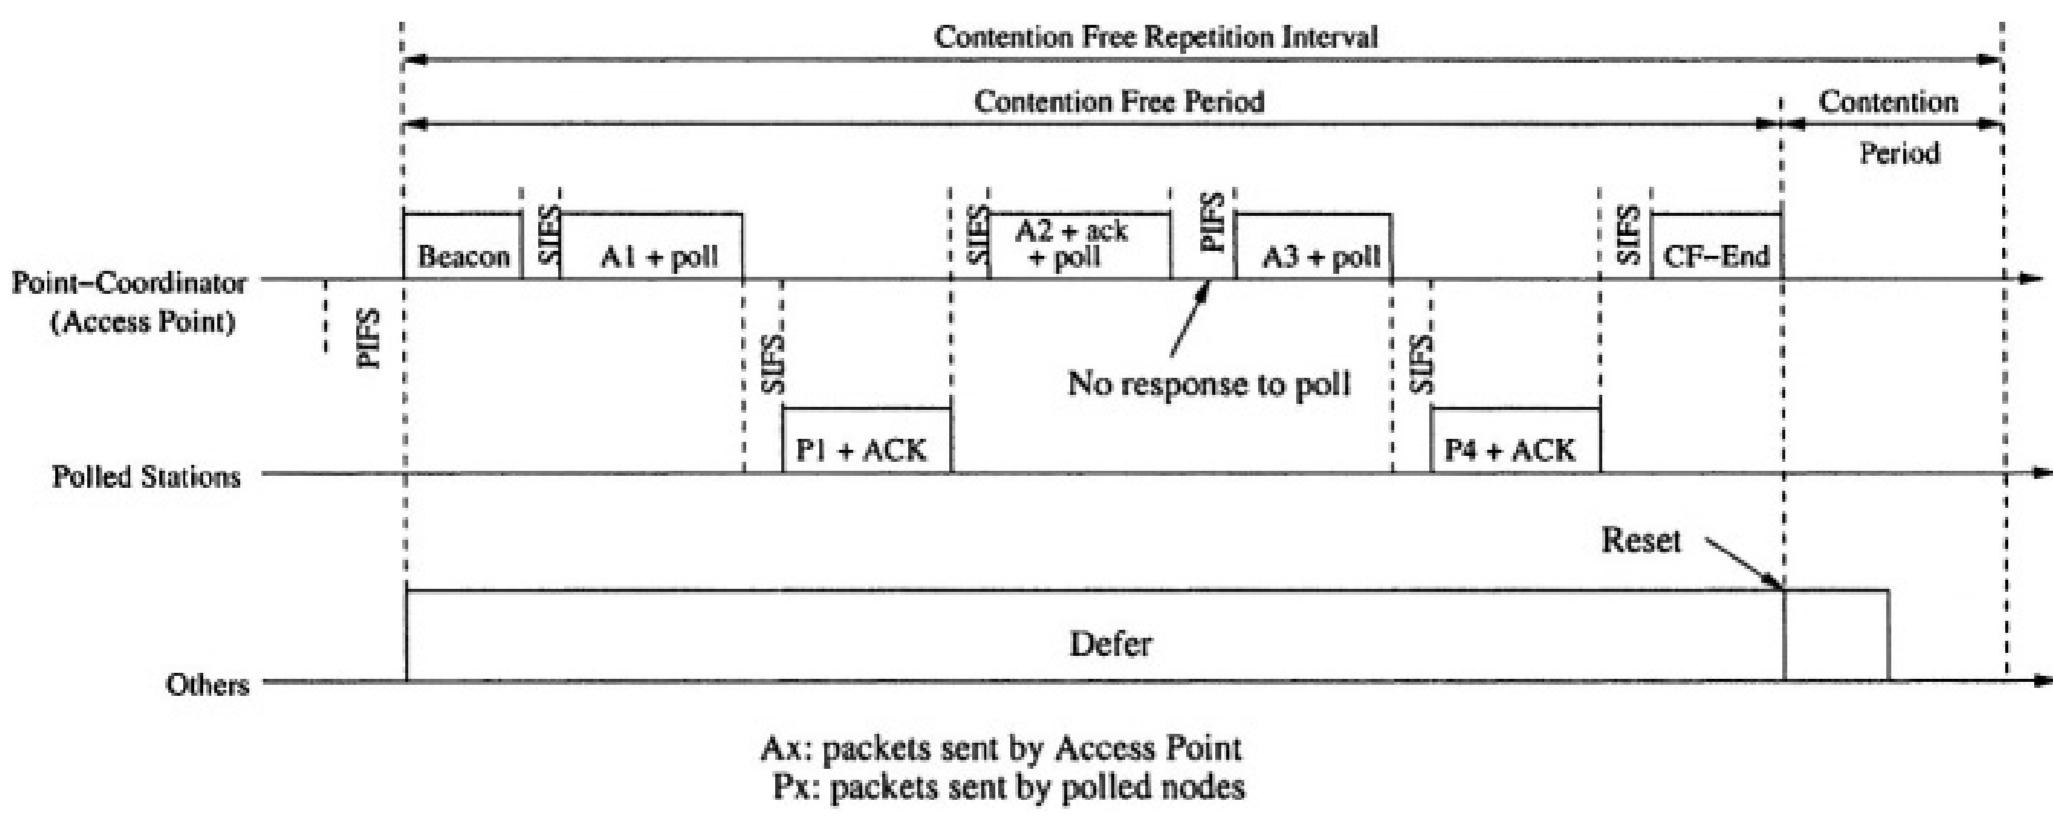 Contention Free Repetition Interval
Contention Free Period
Contention
Period
Beacon
SIFS
A1 + poll
SIFS
A2 + ack
+ poll
PIFS
A3 + poll
SIFS
CF-End
Point-Coordinator
(Access Point)
PIFS
SIFS
No response to poll
SIFS
P1 + ACK
P4 + ACK
Polled Stations
Reset
Defer
Others
Ax: packets sent by Access Point
Px: packets sent by polled nodes